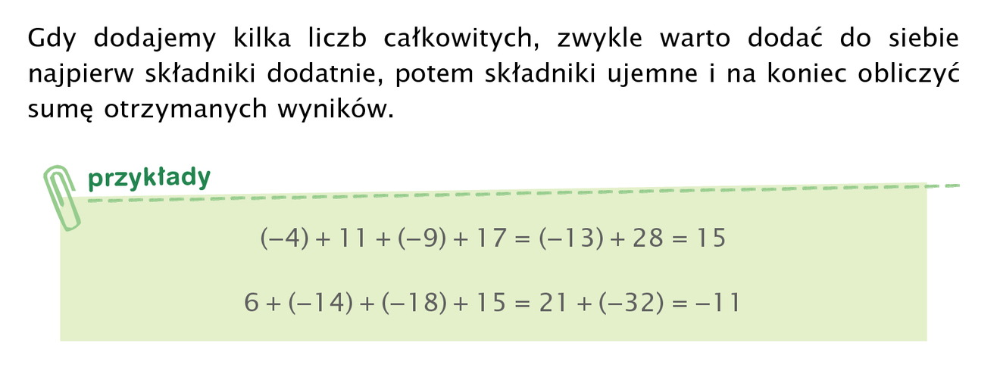 Gdy dodajemy kilka liczb całkowitych, zwykle warto dodać do siebie
najpierw składniki dodatnie, potem składniki ujemne i na koniec obliczyć
sumę otrzymanych wyników.
przykłady
(−4) + 11 + (−9) + 17 = (−13) + 28 = 15
6 + (−14) + (−18) + 15 = 21 + (−32) = −11